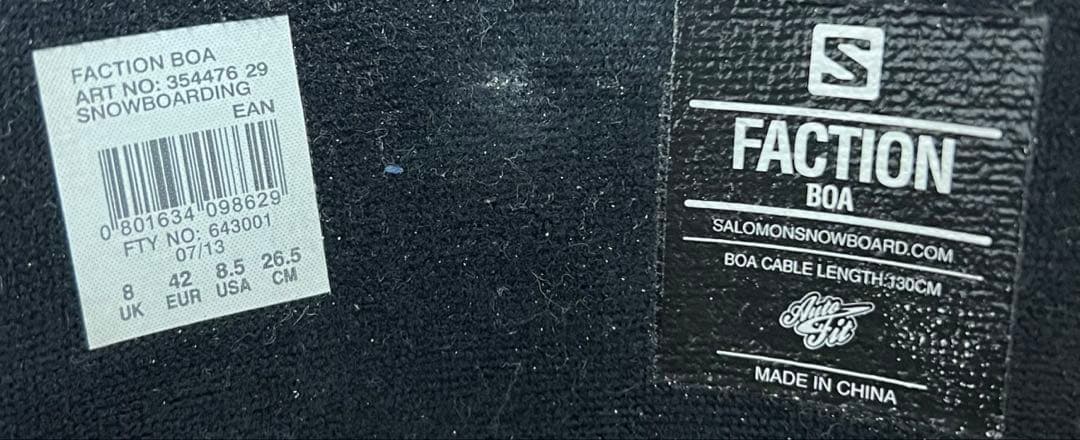 FACTION BOA
ART NO: 354476 29
SNOWBOARDING
EAN
0 801634 098629
FTY NO: 643001
07/13
8 42 8.5 26.5
UK EUR USA CM
S
FACTION
BOA
SALOMONSNOWBOARD.COM
BOA CABLE LENGTH:130CM
Auto
Fit
MADE IN CHINA